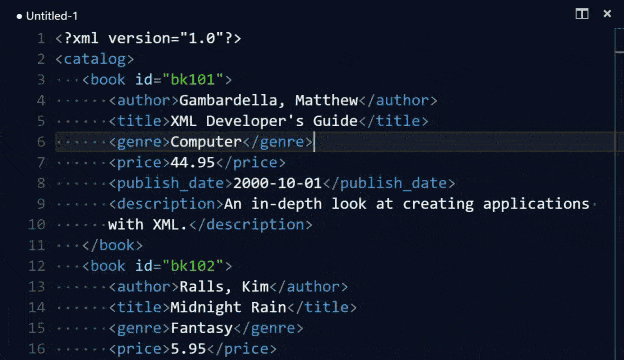 ● Untitled-1
1 <?xml version="1.0"?>
2 <catalog>
3 <book id="bk101">
4 <author>Gambardella, Matthew</author>
5 <title>XML Developer's Guide</title>
6 <genre>Computer</genre>
7 <price>44.95</price>
8 <publish_date>2000-10-01</publish_date>
9 <description>An in-depth look at creating applications
10 with XML.</description>
11 </book>
12 <book id="bk102">
13 <author>Ralls, Kim</author>
14 <title>Midnight Rain</title>
15 <genre>Fantasy</genre>
16 <price>5.95</price>